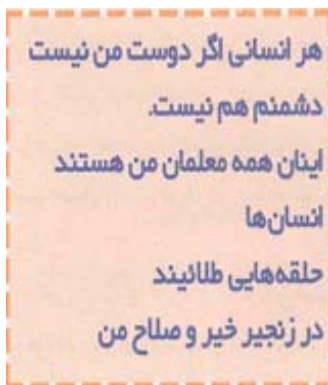 هر انسانی اگر دوست من نیست
دشمنم هم نیست.
اینان همه معلمان من هستند
انسان‌ها
حلقه‌هایی طلائیند
در زنجیر خیر و صلاح من